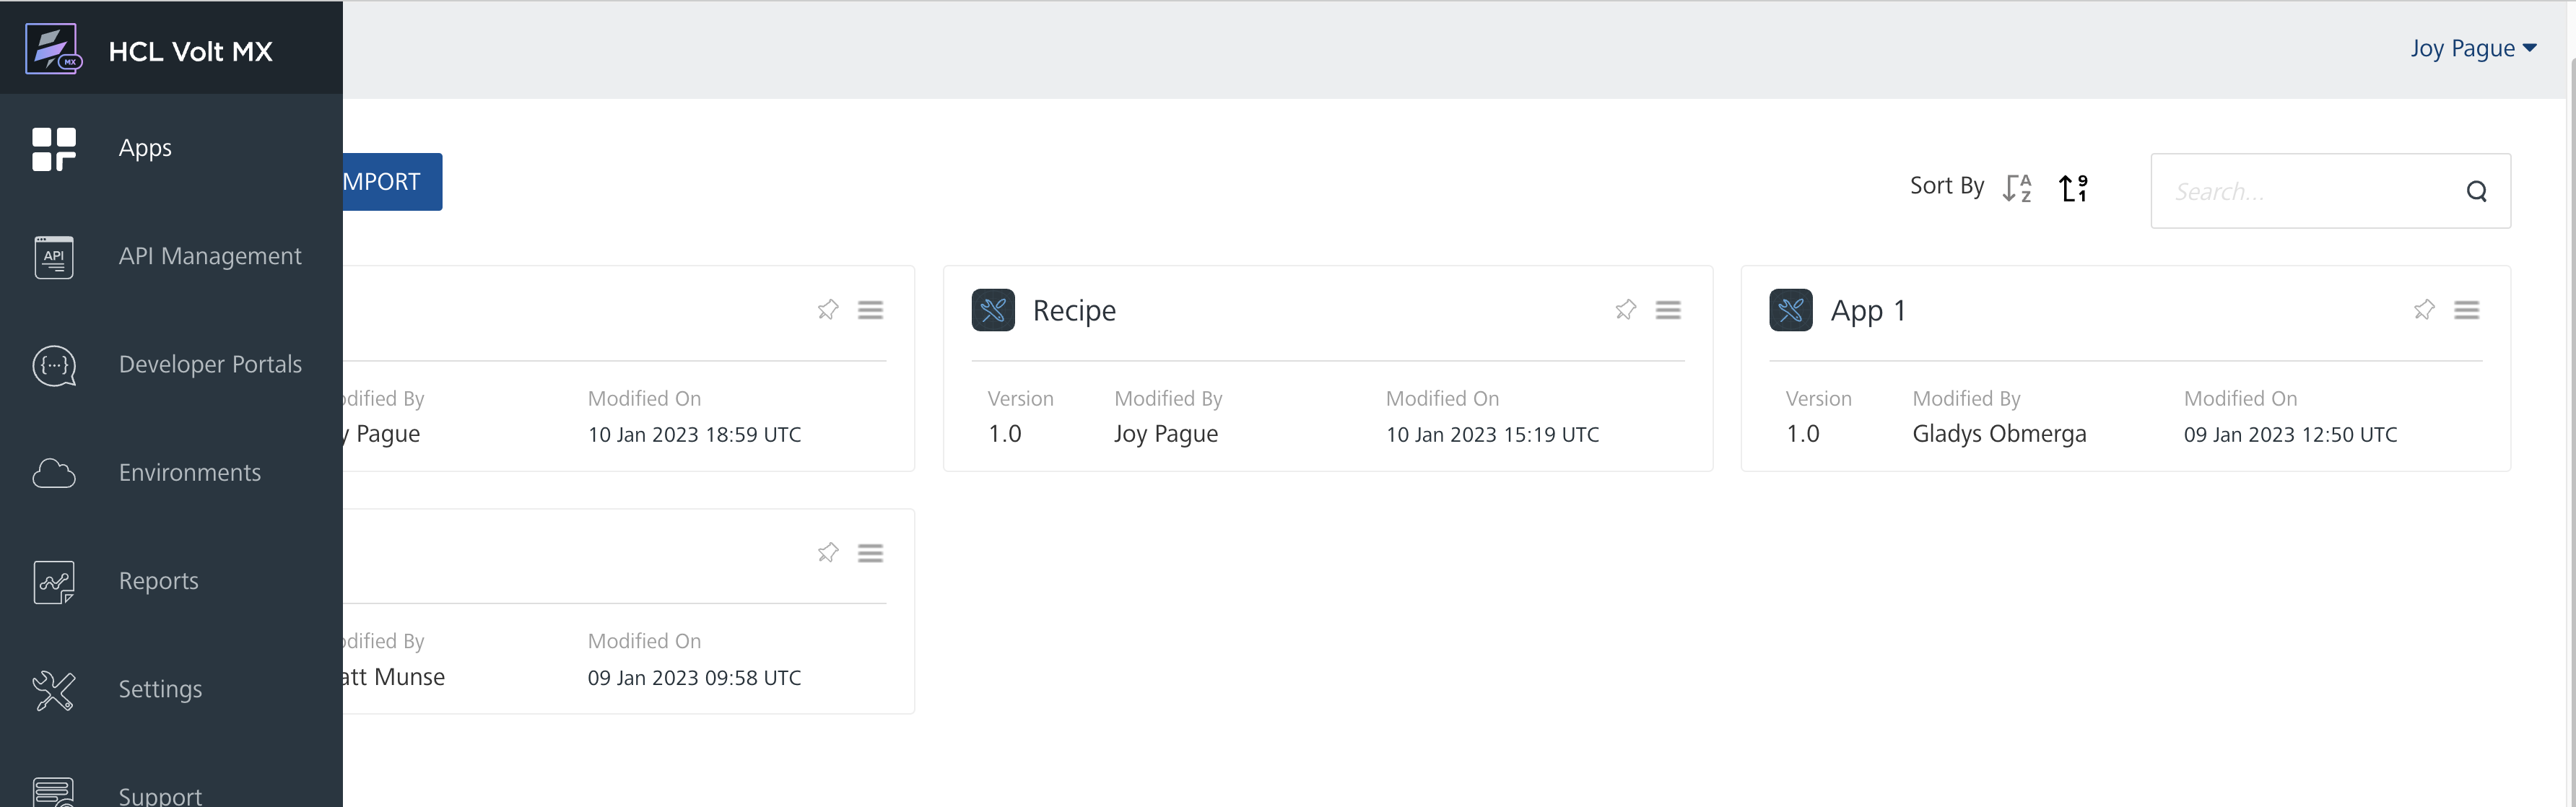 HCL Volt MX
MX
Joy Pague
Apps
API Management
API
Developer Portals
{...}
Environments
Reports
Settings
Support
MPORT
Sort By
A
Z
9
1
Search...
odified By
Modified On
y Pague
10 Jan 2023 18:59 UTC
Recipe
Version
Modified By
Modified On
1.0
Joy Pague
10 Jan 2023 15:19 UTC
App 1
Version
Modified By
Modified On
1.0
Gladys Obmerga
09 Jan 2023 12:50 UTC
odified By
Modified On
att Munse
09 Jan 2023 09:58 UTC